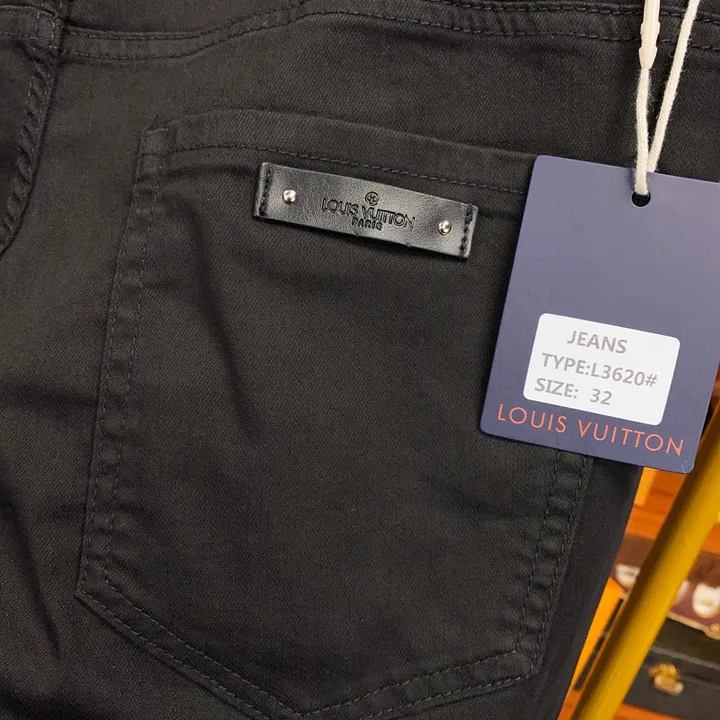 LOUIS VUITTON
PARIS
JEANS
TYPE:L3620#
SIZE: 32
LOUIS VUITTON